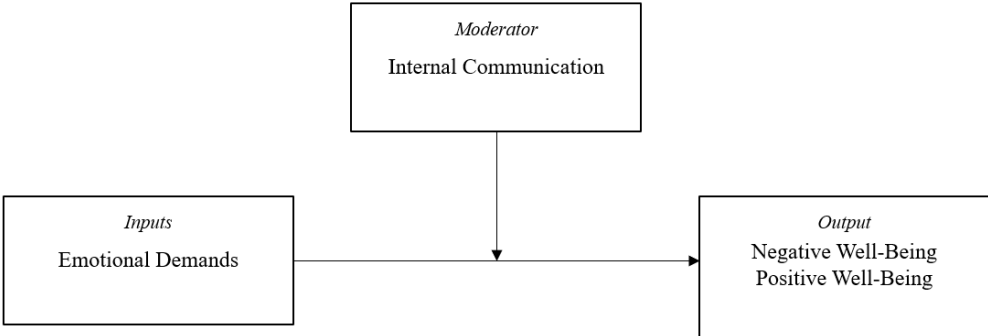 Moderator
Internal Communication
Inputs
Emotional Demands
Output
Negative Well-Being
Positive Well-Being